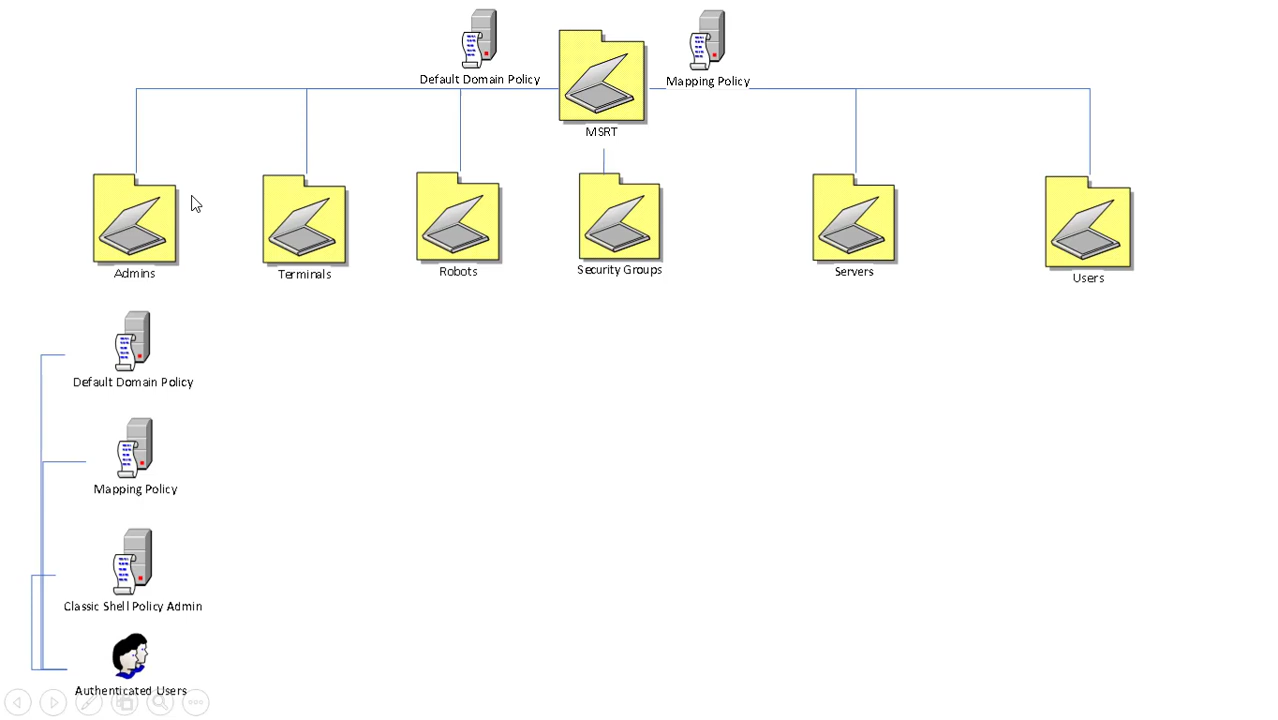 Default Domain Policy
Mapping Policy
MSRT
Admins
Terminals
Robots
Security Groups
Servers
Users
Default Domain Policy
Mapping Policy
Classic Shell Policy Admin
Authenticated Users